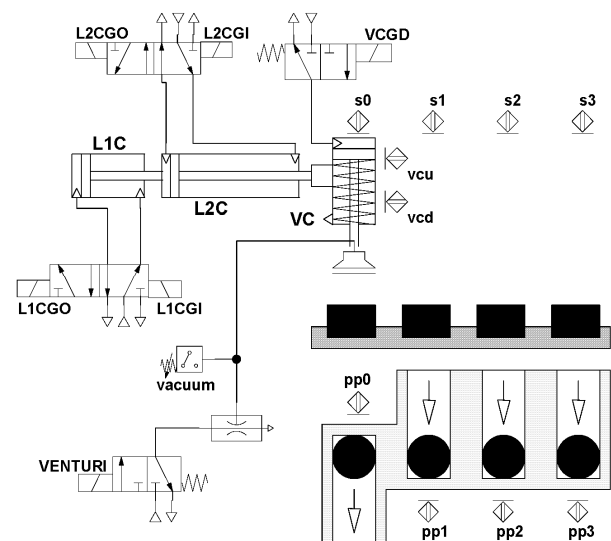 L2CGO L2CGI VCGD
s0 s1 s2 s3
L1C
vcu
L2C VC vcd
L1CGO L1CGI
vacuum pp0
VENTURI
pp1 pp2 pp3